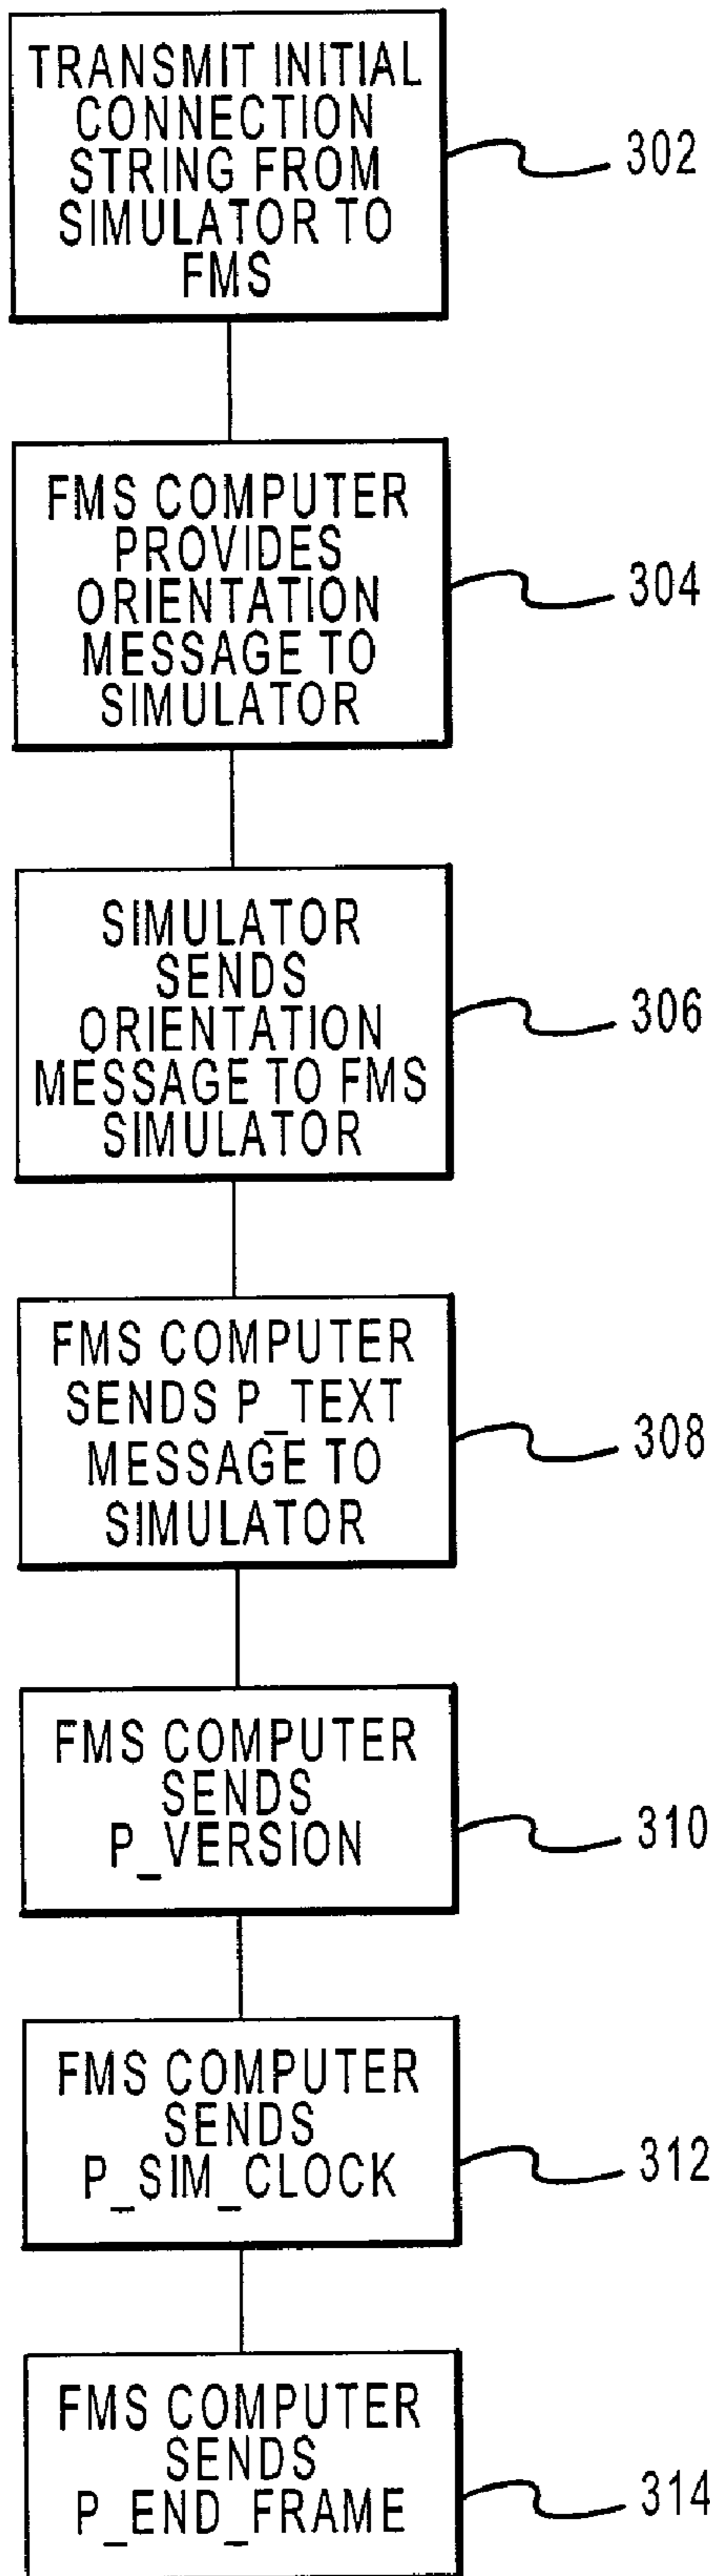 TRANSMIT INITIAL
CONNECTION
STRING FROM
SIMULATOR TO
FMS
302
FMS COMPUTER
PROVIDES
ORIENTATION
MESSAGE TO
SIMULATOR
304
SIMULATOR
SENDS
ORIENTATION
MESSAGE TO FMS
SIMULATOR
306
FMS COMPUTER
SENDS P_TEXT
MESSAGE TO
SIMULATOR
308
FMS COMPUTER
SENDS
P_VERSION
310
FMS COMPUTER
SENDS
P_SIM_CLOCK
312
FMS COMPUTER
SENDS
P_END_FRAME
314